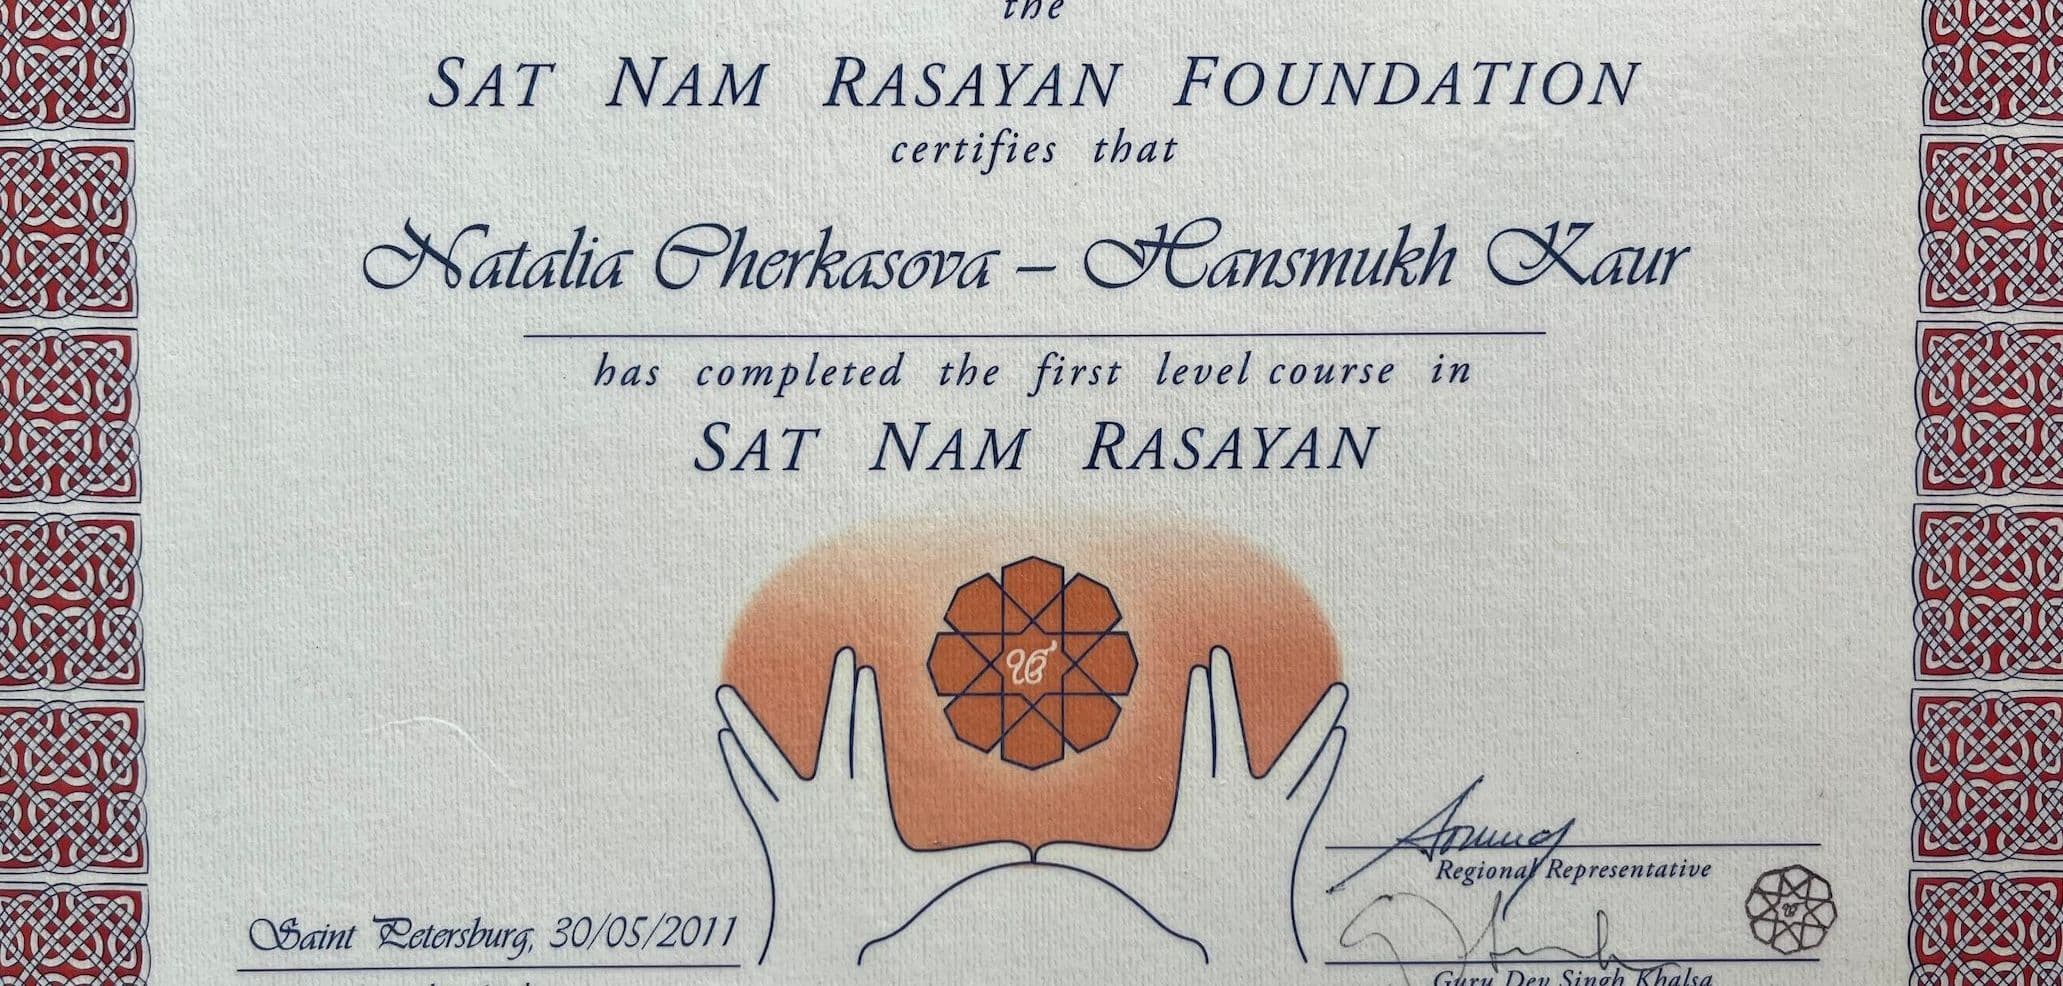 the
SAT NAM RASAYAN FOUNDATION
certifies that
Natalia Cherkasova – Hansmukh Kaur
has completed the first level course in
SAT NAM RASAYAN
ੴ
Regional Representative
Saint Petersburg, 30/05/2011
Guru Dev Singh Khalsa